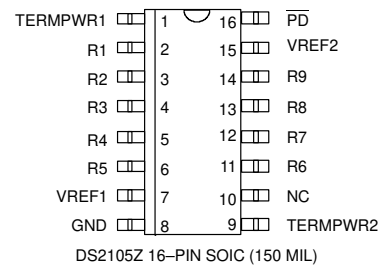 TERMPWR1 1 16 P̅D̅
R1 2 15 VREF2
R2 3 14 R9
R3 4 13 R8
R4 5 12 R7
R5 6 11 R6
VREF1 7 10 NC
GND 8 9 TERMPWR2
DS2105Z 16–PIN SOIC (150 MIL)